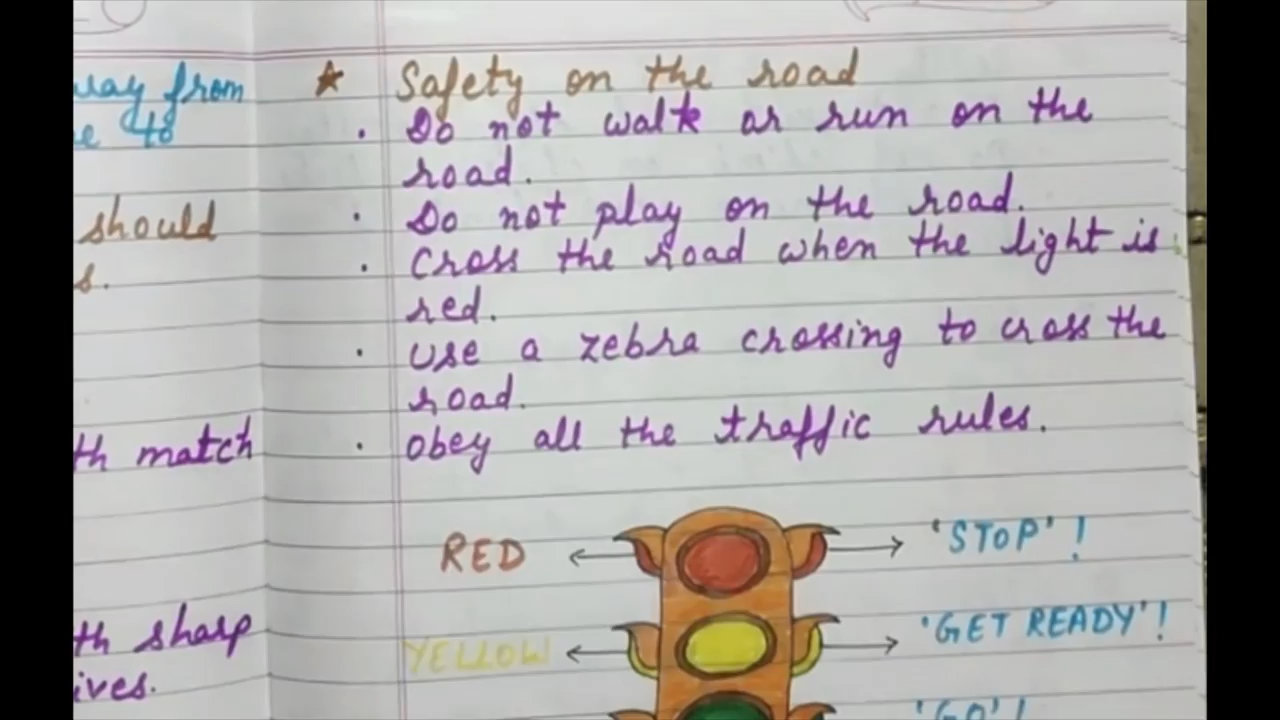 way from
to
should
s.
th match
th sharp
ives.
Safety on the road
. Do not walk or run on the
road.
. Do not play on the road.
. Cross the road when the light is
red.
. Use a zebra crossing to cross the
road.
. Obey all the traffic rules.
RED 'STOP'!
YELLOW 'GET READY'!
'GO'!